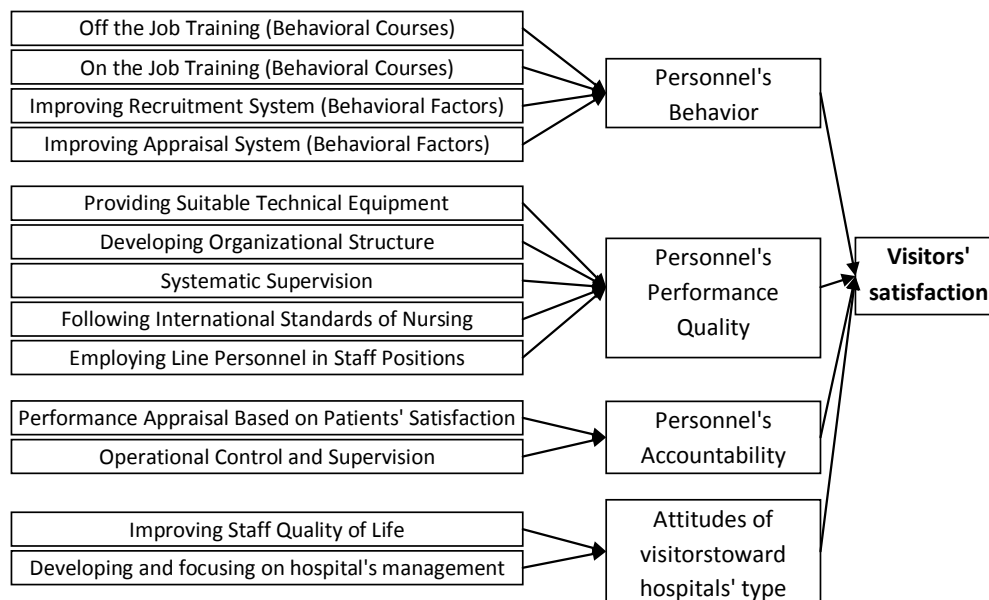 Off the Job Training (Behavioral Courses)
On the Job Training (Behavioral Courses)
Improving Recruitment System (Behavioral Factors)
Improving Appraisal System (Behavioral Factors)
Personnel's
Behavior
Providing Suitable Technical Equipment
Developing Organizational Structure
Systematic Supervision
Following International Standards of Nursing
Employing Line Personnel in Staff Positions
Personnel's
Performance
Quality
Performance Appraisal Based on Patients' Satisfaction
Operational Control and Supervision
Personnel's
Accountability
Improving Staff Quality of Life
Developing and focusing on hospital's management
Attitudes of
visitorstoward
hospitals' type
Visitors'
satisfaction